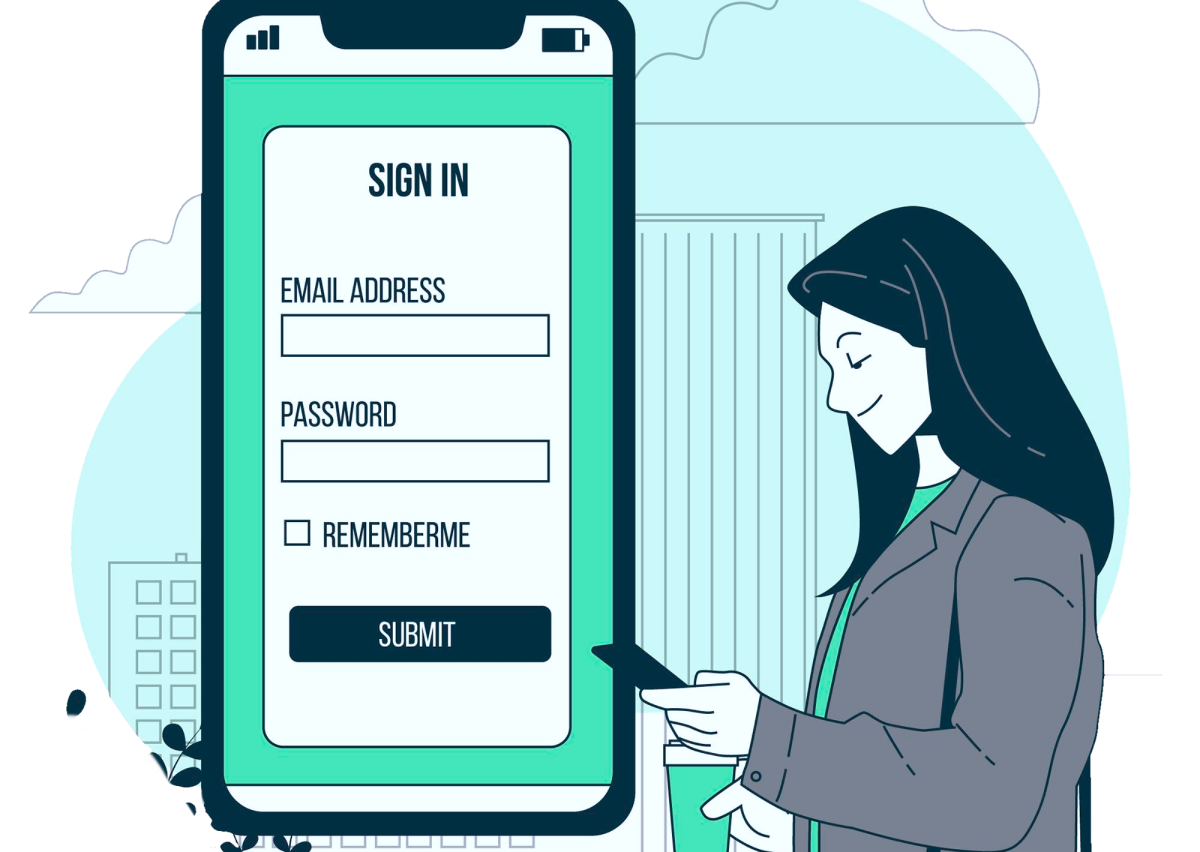 SIGN IN
EMAIL ADDRESS
PASSWORD
REMEMBERME
SUBMIT